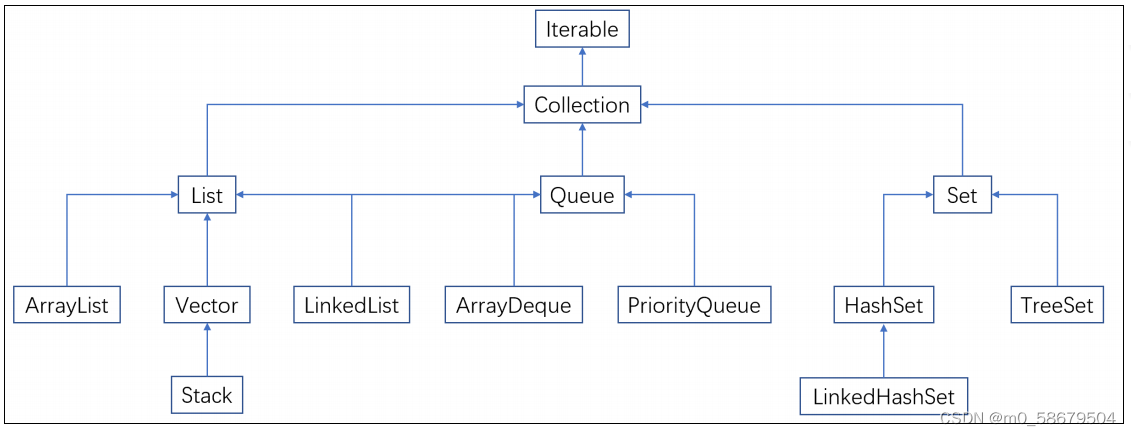 Iterable
Collection
List
Queue
Set
ArrayList
Vector
LinkedList
ArrayDeque
PriorityQueue
HashSet
TreeSet
Stack
LinkedHashSet
CSDN @m0_58679504